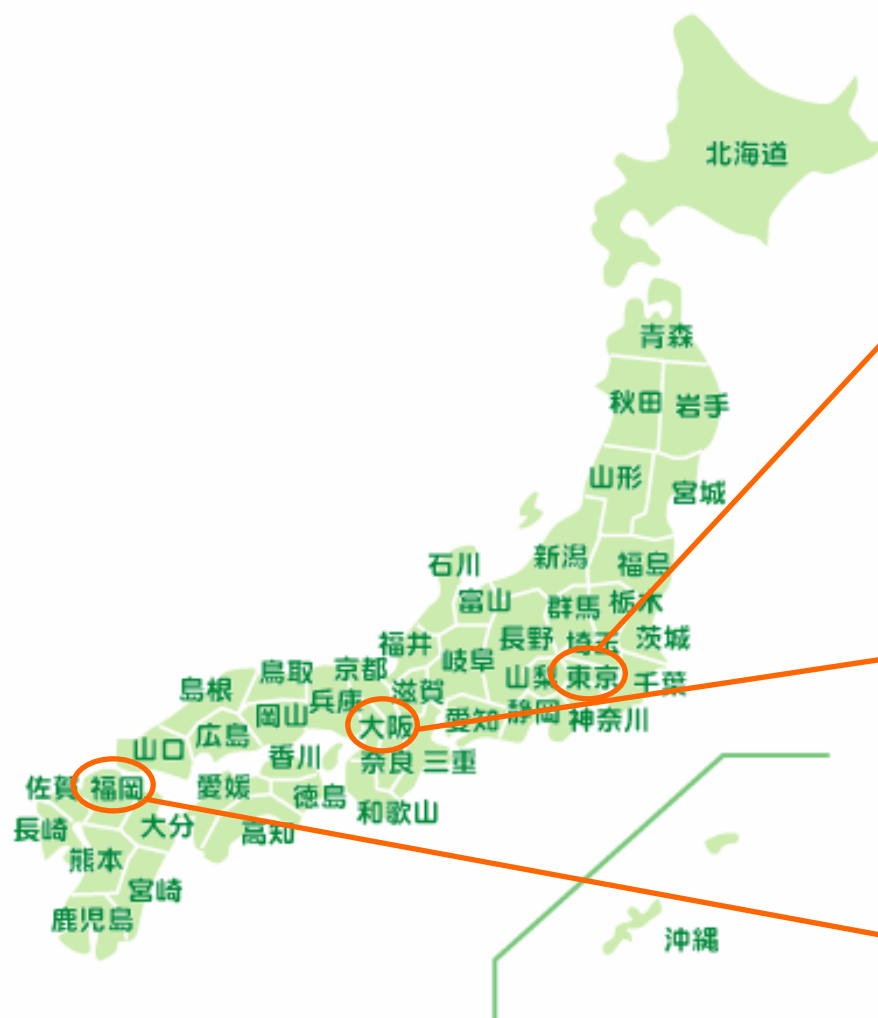 北海道
青森
秋田
岩手
山形
宮城
石川
新潟
福島
富山
群馬
栃木
福井
岐阜
長野
埼玉
茨城
島根
鳥取
京都
滋賀
山梨
東京
千葉
兵庫
岡山
広島
山口
大阪
愛知
静岡
神奈川
香川
奈良
三重
佐賀
福岡
愛媛
徳島
和歌山
長崎
大分
高知
熊本
宮崎
鹿児島
沖縄